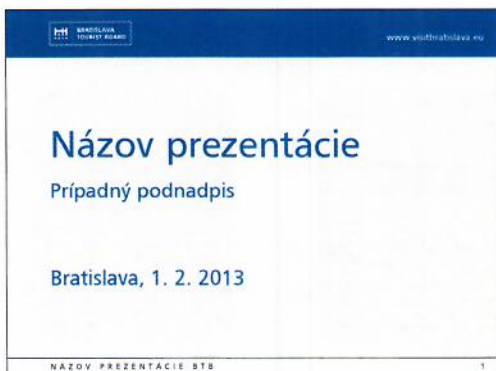 BRATISLAVA
TOURIST BOARD
www.visitbratislava.eu
Názov prezentácie
Prípadný podnadpis
Bratislava, 1. 2. 2013
NÁZOV PREZENTÁCIE BTB
1